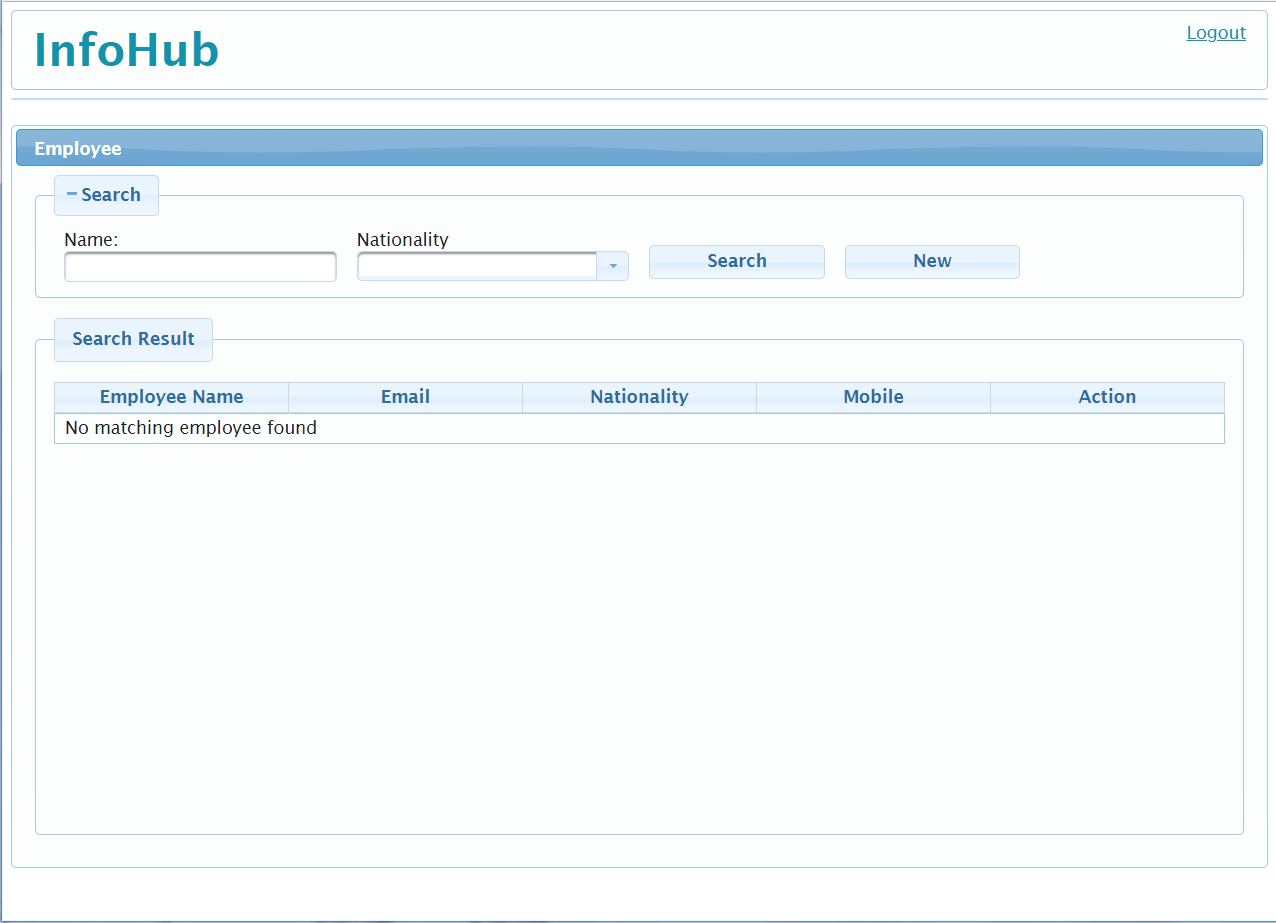 InfoHub
Logout
Employee
Search
Name:
Nationality
Search
New
Search Result
Employee Name Email Nationality Mobile Action
No matching employee found